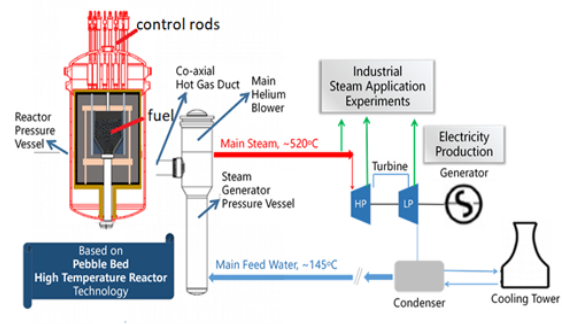 control rods
Co-axial
Hot Gas Duct
Main
Helium
Blower
Industrial
Steam Application
Experiments
Reactor
Pressure
Vessel
fuel
Main Steam, ~520°C
Electricity
Production
Turbine
Generator
HP
LP
Steam
Generator
Pressure Vessel
Based on
Pebble Bed
High Temperature Reactor
Technology
Main Feed Water, ~145°C
Condenser
Cooling Tower